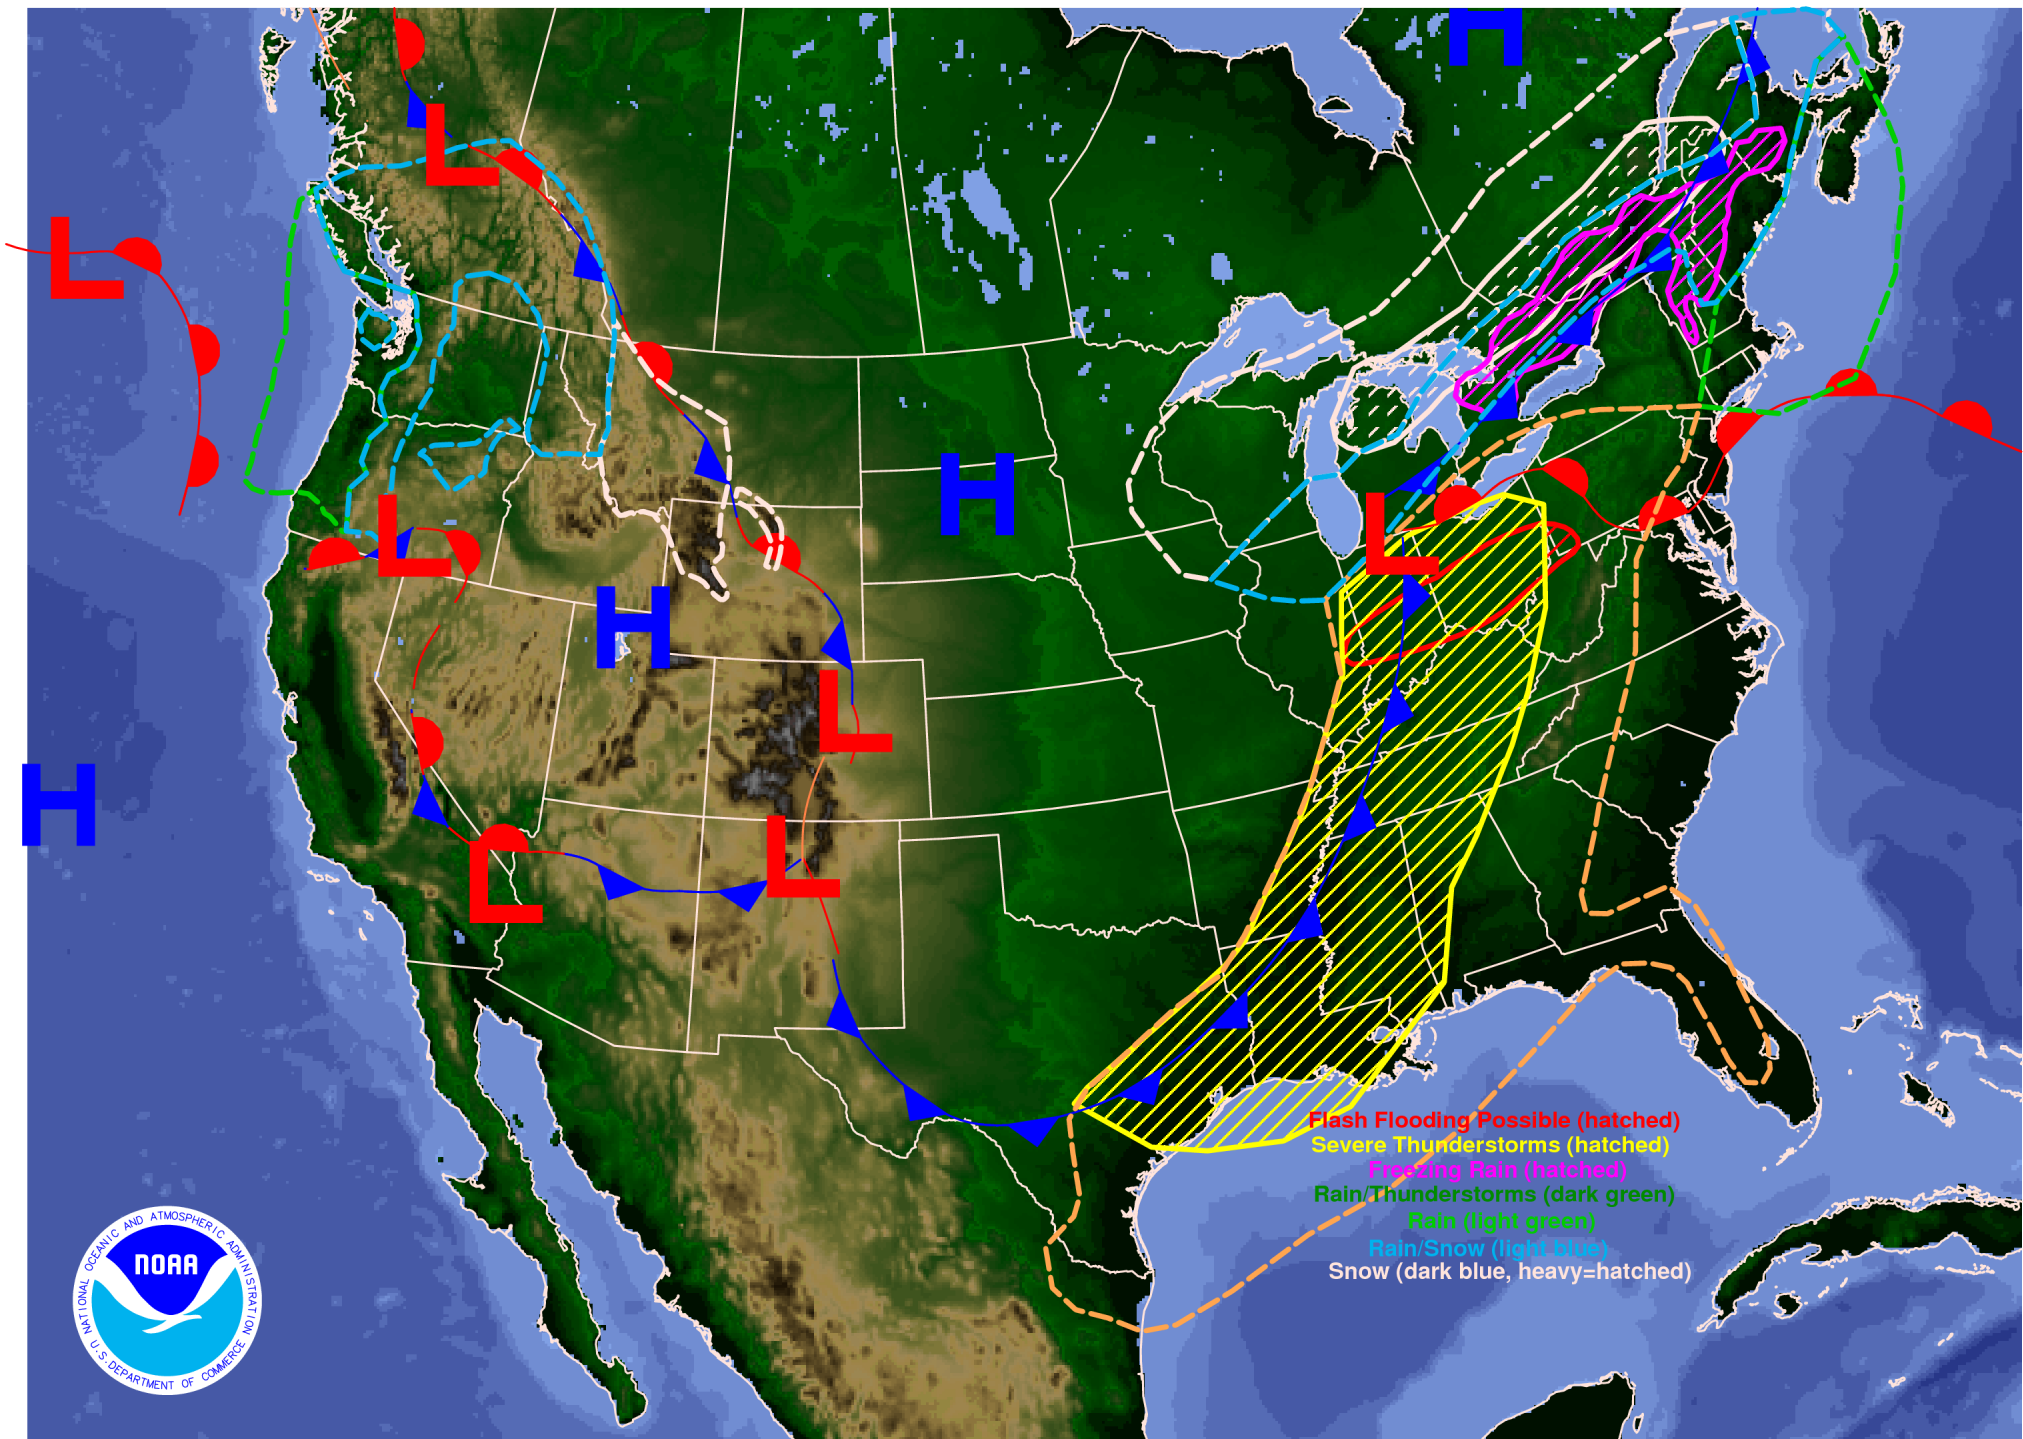 H
L
L
L
H
L
L
H
H
L
L
L
Flash Flooding Possible (hatched)
Severe Thunderstorms (hatched)
Freezing Rain (hatched)
Rain/Thunderstorms (dark green)
Rain (light green)
Rain/Snow (light blue)
Snow (dark blue, heavy=hatched)
NATIONAL OCEANIC AND ATMOSPHERIC ADMINISTRATION
NOAA
U.S. DEPARTMENT OF COMMERCE